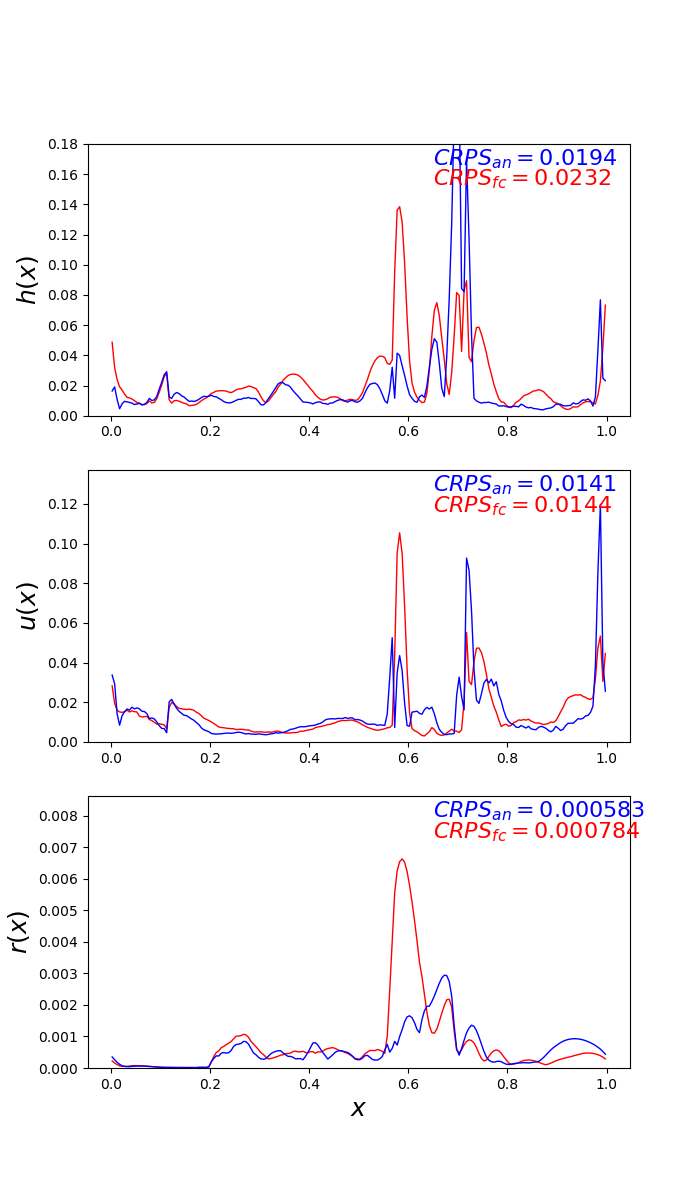 0.18
0.16
0.14
0.12
0.10
0.08
0.06
0.04
0.02
0.00
h(x)
CRPS_an = 0.0194
CRPS_fc = 0.0232
0.0 0.2 0.4 0.6 0.8 1.0
0.12
0.10
0.08
0.06
0.04
0.02
0.00
u(x)
CRPS_an = 0.0141
CRPS_fc = 0.0144
0.0 0.2 0.4 0.6 0.8 1.0
0.008
0.007
0.006
0.005
0.004
0.003
0.002
0.001
0.000
r(x)
CRPS_an = 0.000583
CRPS_fc = 0.000784
0.0 0.2 0.4 0.6 0.8 1.0
x